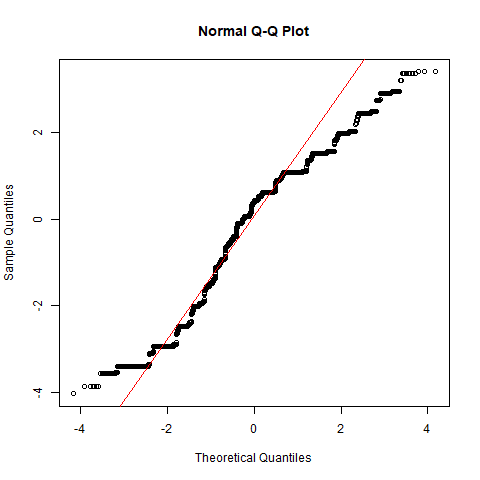 Normal Q-Q Plot
Sample Quantiles
2
0
-2
-4
-4 -2 0 2 4
Theoretical Quantiles